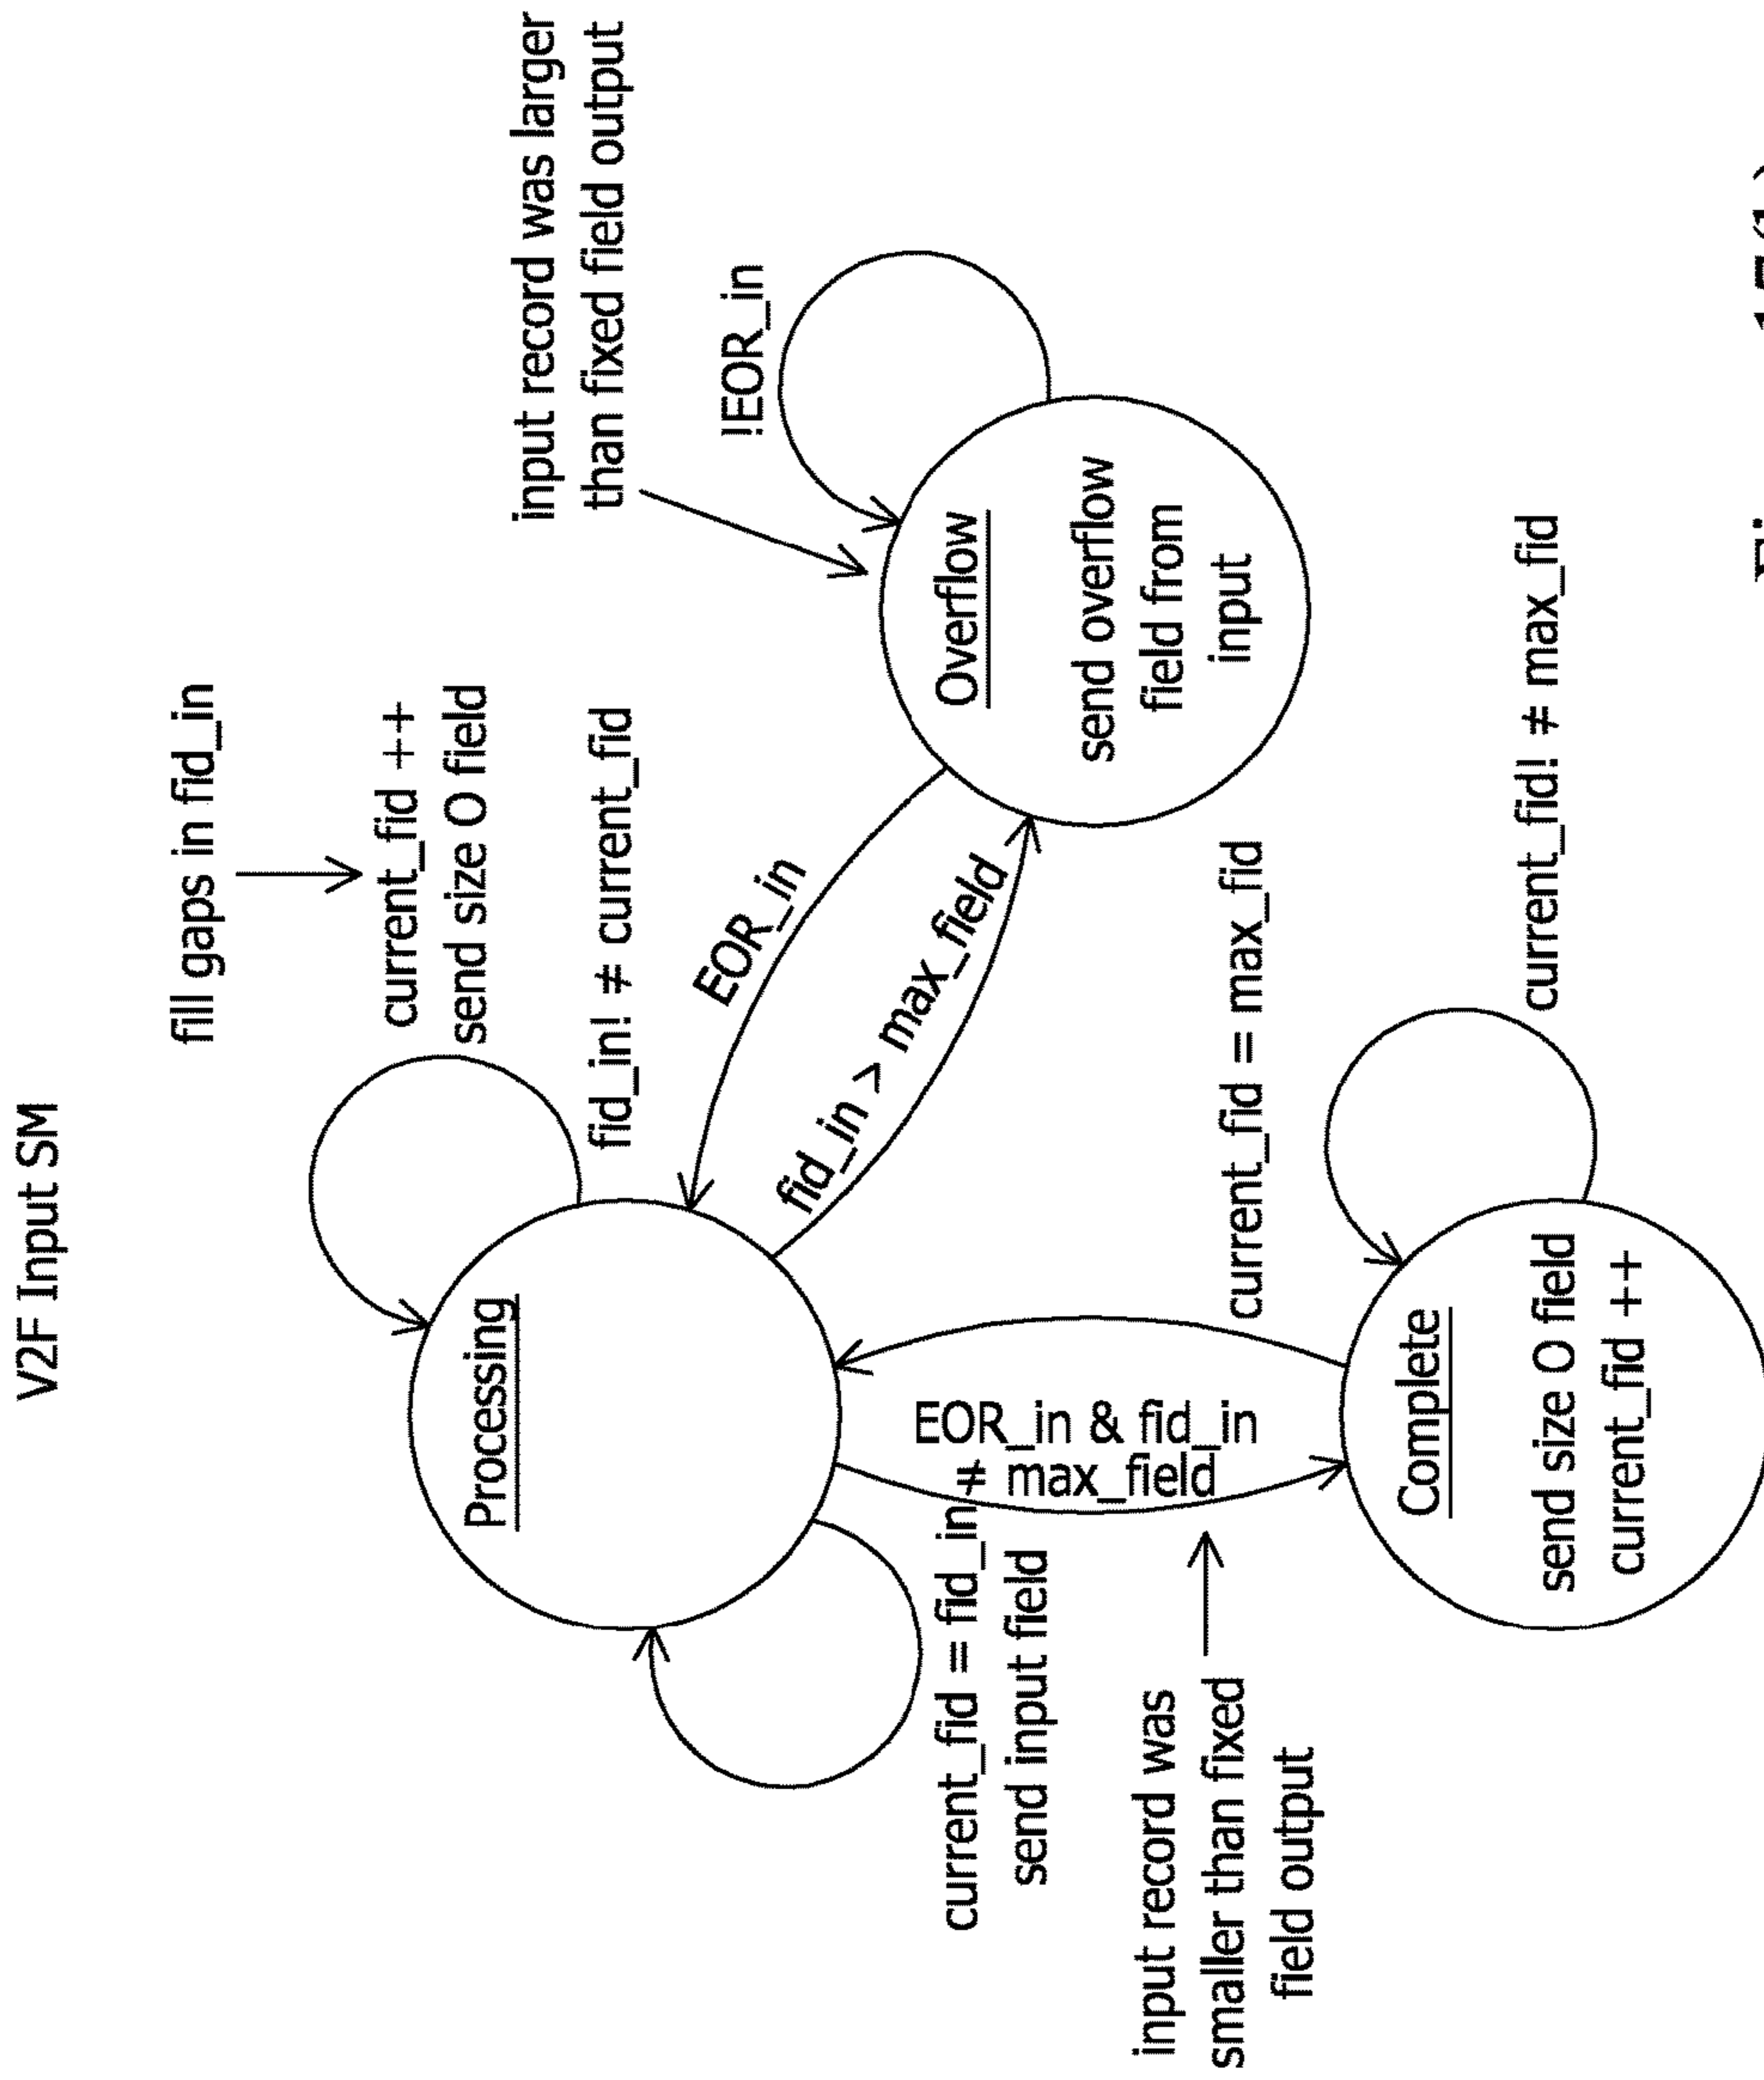 V2F Input SM
fill gaps in fid_in
current_fid ++
send size O field
fid_in! ≠ current_fid
Processing
current_fid = fid_in
send input field
EOR_in
fid_in > max_field
input record was larger
than fixed field output
!EOR_in
Overflow
send overflow
field from
input
EOR_in & fid_in
≠ max_field
current_fid = max_fid
input record was
smaller than fixed
field output
Complete
send size O field
current_fid ++
current_fid! ≠ max_fid